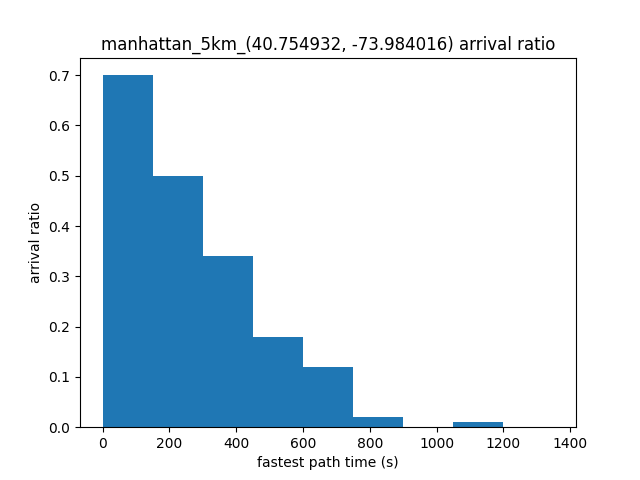 manhattan_5km_(40.754932, -73.984016) arrival ratio
0.7
0.6
0.5
0.4
0.3
0.2
0.1
0.0
arrival ratio
0 200 400 600 800 1000 1200 1400
fastest path time (s)